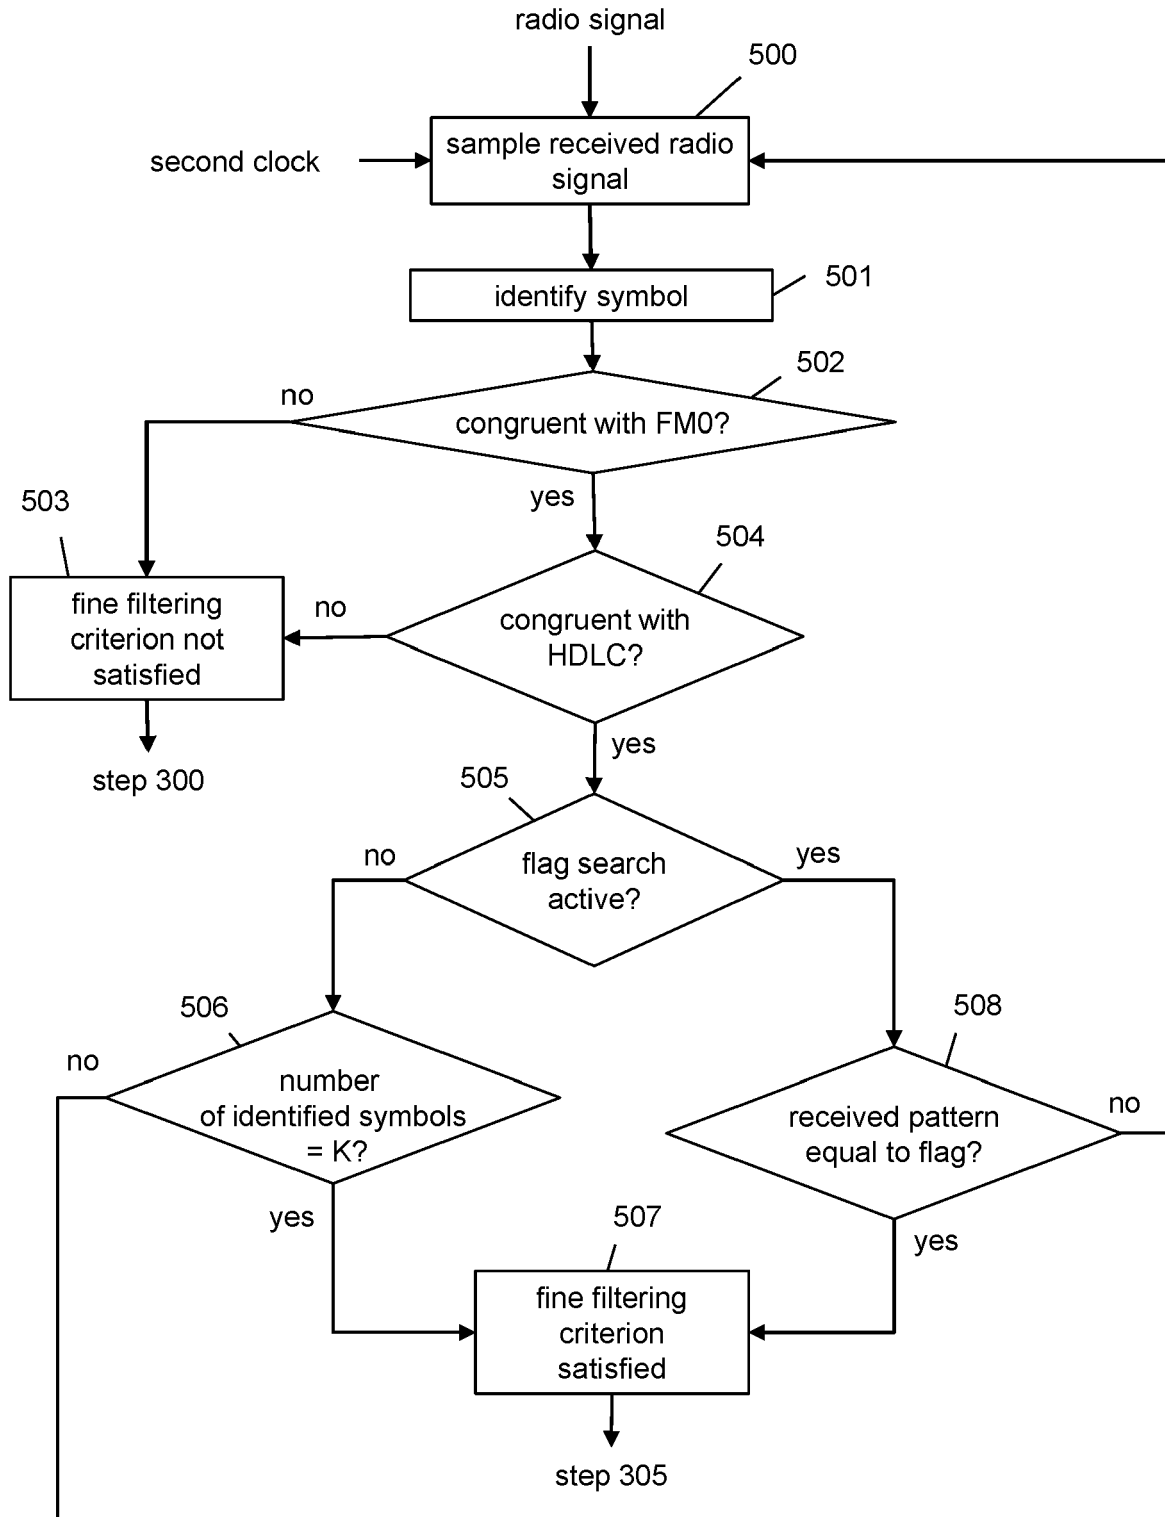 radio signal
500
sample received radio
signal
second clock
501
identify symbol
502
no
congruent with FM0?
yes
503
504
fine filtering
criterion not
satisfied
no
congruent with
HDLC?
yes
step 300
505
no
flag search
active?
yes
506
508
no
number
of identified symbols
= K?
received pattern
equal to flag?
no
yes
507
yes
fine filtering
criterion
satisfied
step 305